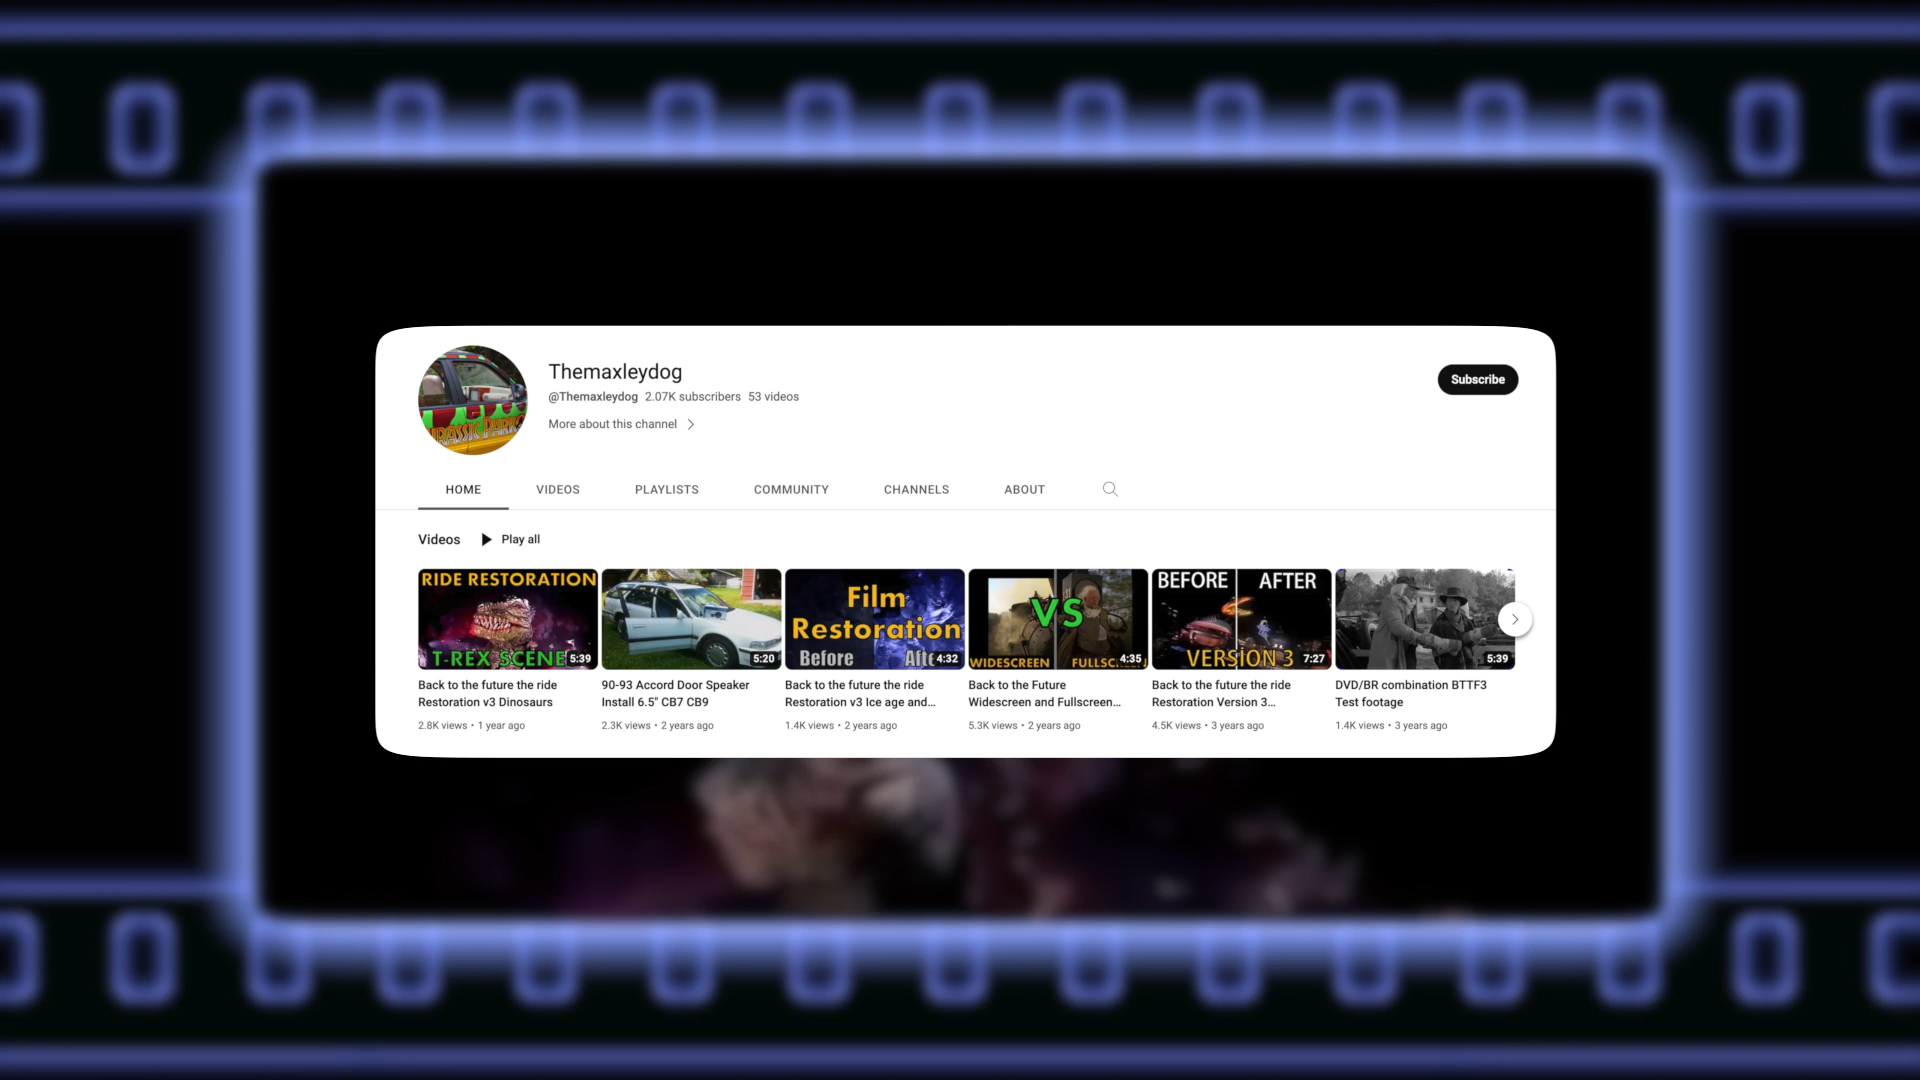 Themaxleydog
@Themaxleydog 2.07K subscribers 53 videos
More about this channel
Subscribe
HOME VIDEOS PLAYLISTS COMMUNITY CHANNELS ABOUT
Videos Play all
RIDE RESTORATION
T-REX SCENE 5:39
Back to the future the ride
Restoration v3 Dinosaurs
2.8K views • 1 year ago
5:20
90-93 Accord Door Speaker
Install 6.5" CB7 CB9
2.3K views • 2 years ago
Film
Restoration
Before 4:32
Back to the future the ride
Restoration v3 Ice age and...
1.4K views • 2 years ago
VS
WIDESCREEN 4:35
Back to the Future
Widescreen and Fullscreen...
5.3K views • 2 years ago
BEFORE AFTER
VERSION 3 7:27
Back to the future the ride
Restoration Version 3...
4.5K views • 3 years ago
5:39
DVD/BR combination BTTF3
Test footage
1.4K views • 3 years ago
JURASSIC PARK